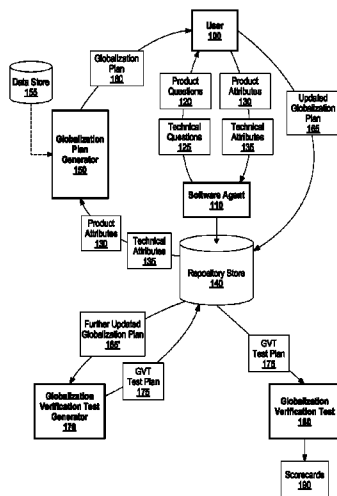 User
100
Data Store
155
Globalization
Plan
160
Product
Questions
120
Product
Attributes
130
Updated
Globalization
Plan
165
Globalization
Plan
Generator
150
Technical
Questions
125
Technical
Attributes
135
Software Agent
110
Product
Attributes
130
Technical
Attributes
135
Repository Store
140
Further Updated
Globalization Plan
165'
GVT
Test Plan
175
GVT
Test Plan
175
Globalization
Verification Test
Generator
170
Globalization
Verification Test
180
Scorecards
190